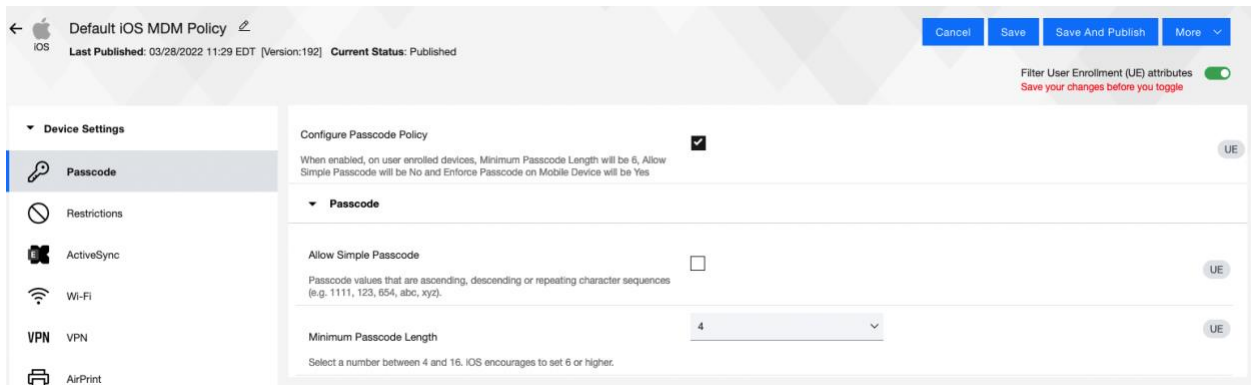 Default iOS MDM Policy
iOS
Last Published: 03/28/2022 11:29 EDT [Version:192] Current Status: Published
Cancel
Save
Save And Publish
More
Filter User Enrollment (UE) attributes
Save your changes before you toggle
Device Settings
Passcode
Restrictions
E
ActiveSync
Wi-Fi
VPN VPN
AirPrint
Configure Passcode Policy
When enabled, on user enrolled devices, Minimum Passcode Length will be 6, Allow
Simple Passcode will be No and Enforce Passcode on Mobile Device will be Yes
UE
Passcode
Allow Simple Passcode
Passcode values that are ascending, descending or repeating character sequences
(e.g. 1111, 123, 654, abc, xyz).
UE
Minimum Passcode Length
4
UE
Select a number between 4 and 16. iOS encourages to set 6 or higher.